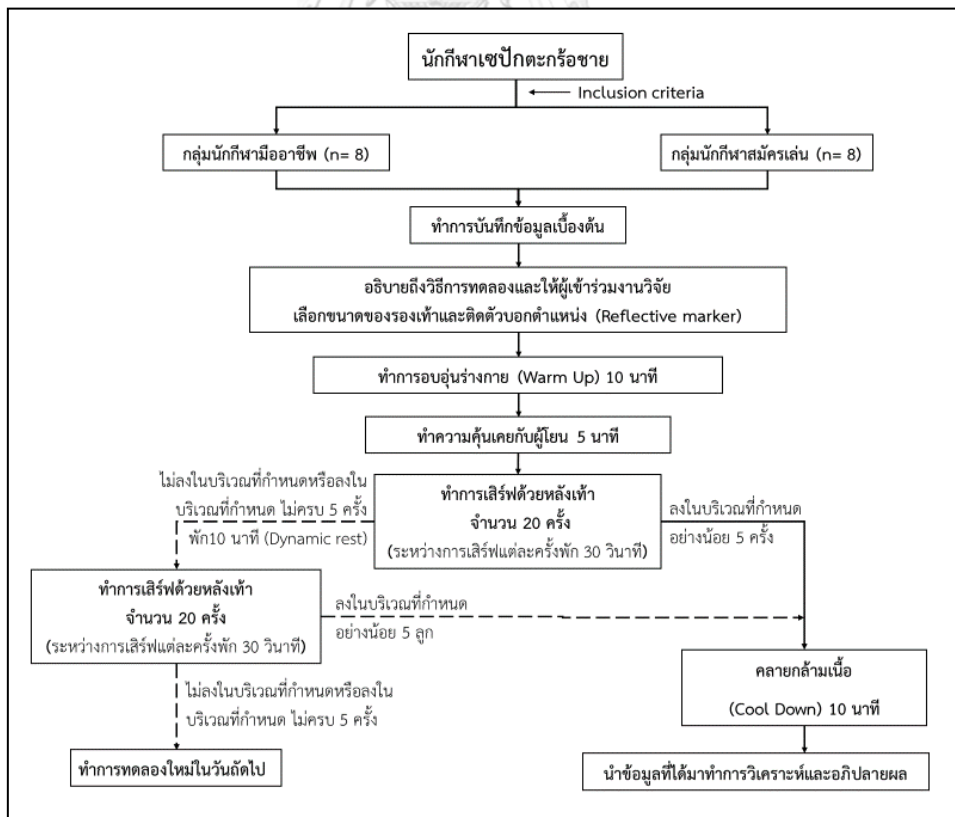 นักกีฬาเซปักตะกร้อชาย
Inclusion criteria
กลุ่มนักกีฬามืออาชีพ (n= 8)
กลุ่มนักกีฬาสมัครเล่น (n= 8)
ทำการบันทึกข้อมูลเบื้องต้น
อธิบายถึงวิธีการทดลองและให้ผู้เข้าร่วมงานวิจัย
เลือกขนาดของรองเท้าและติดตัวบอกตำแหน่ง (Reflective marker)
ทำการอบอุ่นร่างกาย (Warm Up) 10 นาที
ทำความคุ้นเคยกับผู้โยน 5 นาที
ไม่ลงในบริเวณที่กำหนดหรือลงใน
บริเวณที่กำหนด ไม่ครบ 5 ครั้ง
พัก10 นาที (Dynamic rest)
ทำการเสิร์ฟด้วยหลังเท้า
จำนวน 20 ครั้ง
(ระหว่างการเสิร์ฟแต่ละครั้งพัก 30 วินาที)
ลงในบริเวณที่กำหนด
อย่างน้อย 5 ครั้ง
ทำการเสิร์ฟด้วยหลังเท้า
จำนวน 20 ครั้ง
(ระหว่างการเสิร์ฟแต่ละครั้งพัก 30 วินาที)
ลงในบริเวณที่กำหนด
อย่างน้อย 5 ลูก
ไม่ลงในบริเวณที่กำหนดหรือลงใน
บริเวณที่กำหนด ไม่ครบ 5 ครั้ง
คลายกล้ามเนื้อ
(Cool Down) 10 นาที
ทำการทดลองใหม่ในวันถัดไป
นำข้อมูลที่ได้มาทำการวิเคราะห์และอภิปลายผล